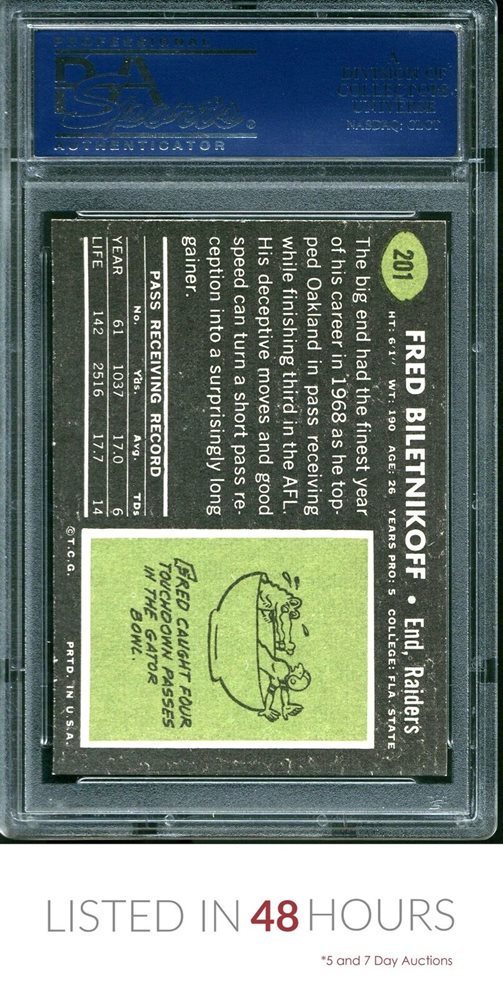 PROFESSIONAL
PSA
Sports
AUTHENTICATOR
A
DIVISION OF
COLLECTORS
UNIVERSE
NASDAQ: CLCT
201
FRED BILETNIKOFF • End, Raiders
HT: 6'1" WT: 190 AGE: 26 YEARS PRO: 5 COLLEGE: FLA. STATE
The big end had the finest year
of his career in 1968 as he top-
ped Oakland in pass receiving
while finishing third in the AFL.
His deceptive moves and good
speed can turn a short pass re-
ception into a surprisingly long
gainer.
PASS RECEIVING RECORD
No. Yds. Avg. TDs
YEAR 61 1037 17.0 6
LIFE 142 2516 17.7 14
FRED CAUGHT FOUR
TOUCHDOWN PASSES
IN THE GATOR
BOWL.
© T.C.G. PRTD. IN U.S.A.
LISTED IN 48 HOURS
*5 and 7 Day Auctions